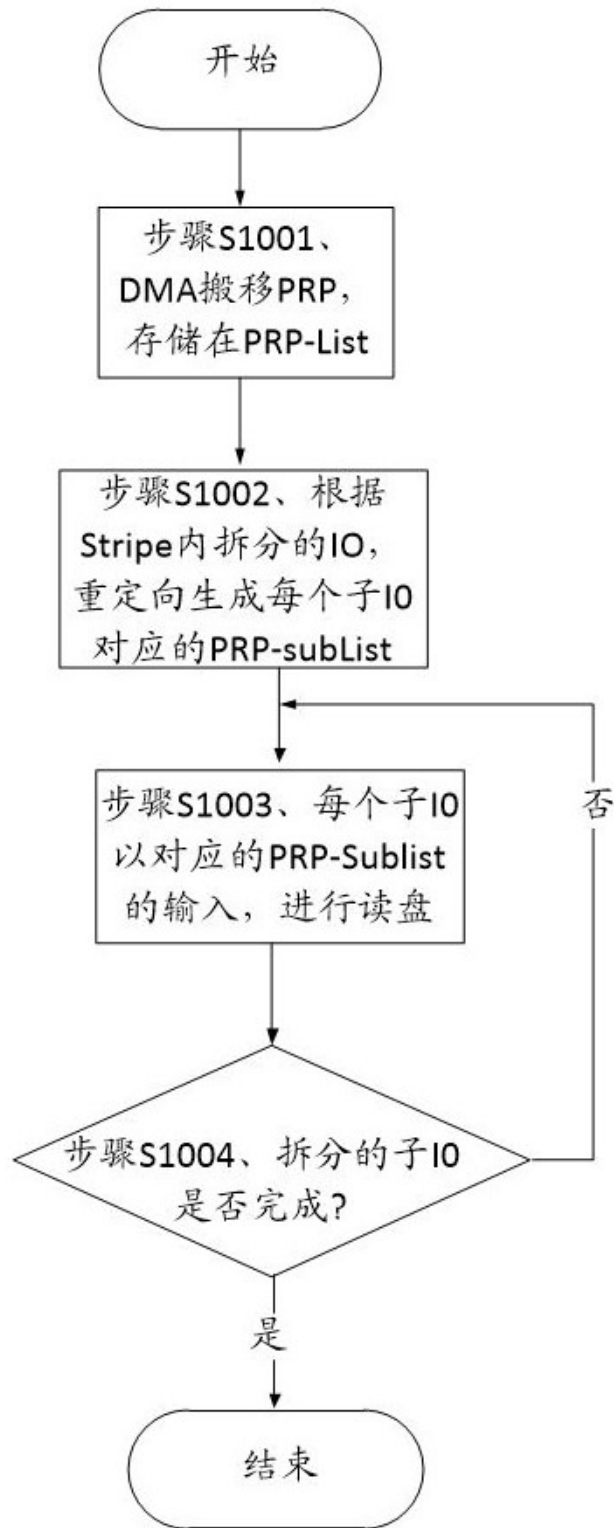 开始
步骤S1001、
DMA搬移PRP,
存储在PRP-List
步骤S1002、根据
Stripe内拆分的IO,
重定向生成每个子I0
对应的PRP-subList
步骤S1003、每个子I0
以对应的PRP-Sublist
的输入,进行读盘
否
步骤S1004、拆分的子I0
是否完成?
是
结束